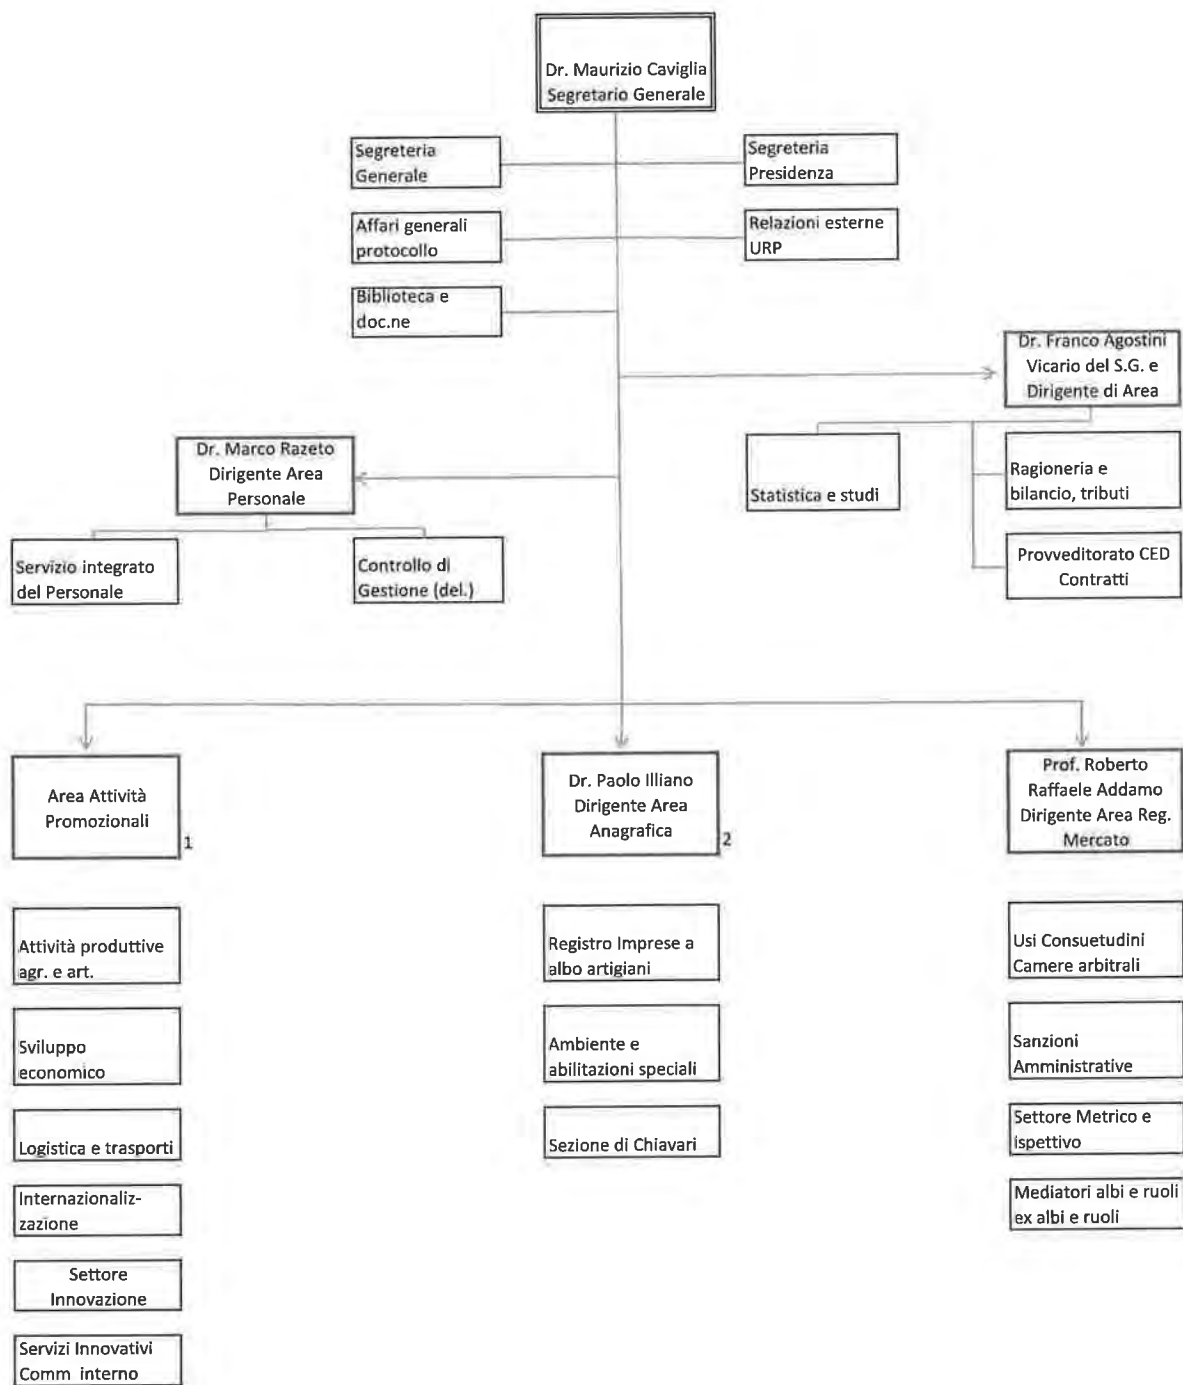 Dr. Maurizio Caviglia
Segretario Generale
Segreteria
Generale
Segreteria
Presidenza
Affari generali
protocollo
Relazioni esterne
URP
Biblioteca e
doc.ne
Dr. Franco Agostini
Vicario del S.G. e
Dirigente di Area
Dr. Marco Razeto
Dirigente Area
Personale
Statistica e studi
Ragioneria e
bilancio, tributi
Servizio integrato
del Personale
Controllo di
Gestione (del.)
Provveditorato CED
Contratti
Area Attività
Promozionali
1
Dr. Paolo Illiano
Dirigente Area
Anagrafica
2
Prof. Roberto
Raffaele Addamo
Dirigente Area Reg.
Mercato
Attività produttive
agr. e art.
Registro Imprese a
albo artigiani
Usi Consuetudini
Camere arbitrali
Sviluppo
economico
Ambiente e
abilitazioni speciali
Sanzioni
Amministrative
Logistica e trasporti
Sezione di Chiavari
Settore Metrico e
ispettivo
Internazionaliz-
zazione
Mediatori albi e ruoli
ex albi e ruoli
Settore
Innovazione
Servizi Innovativi
Comm interno